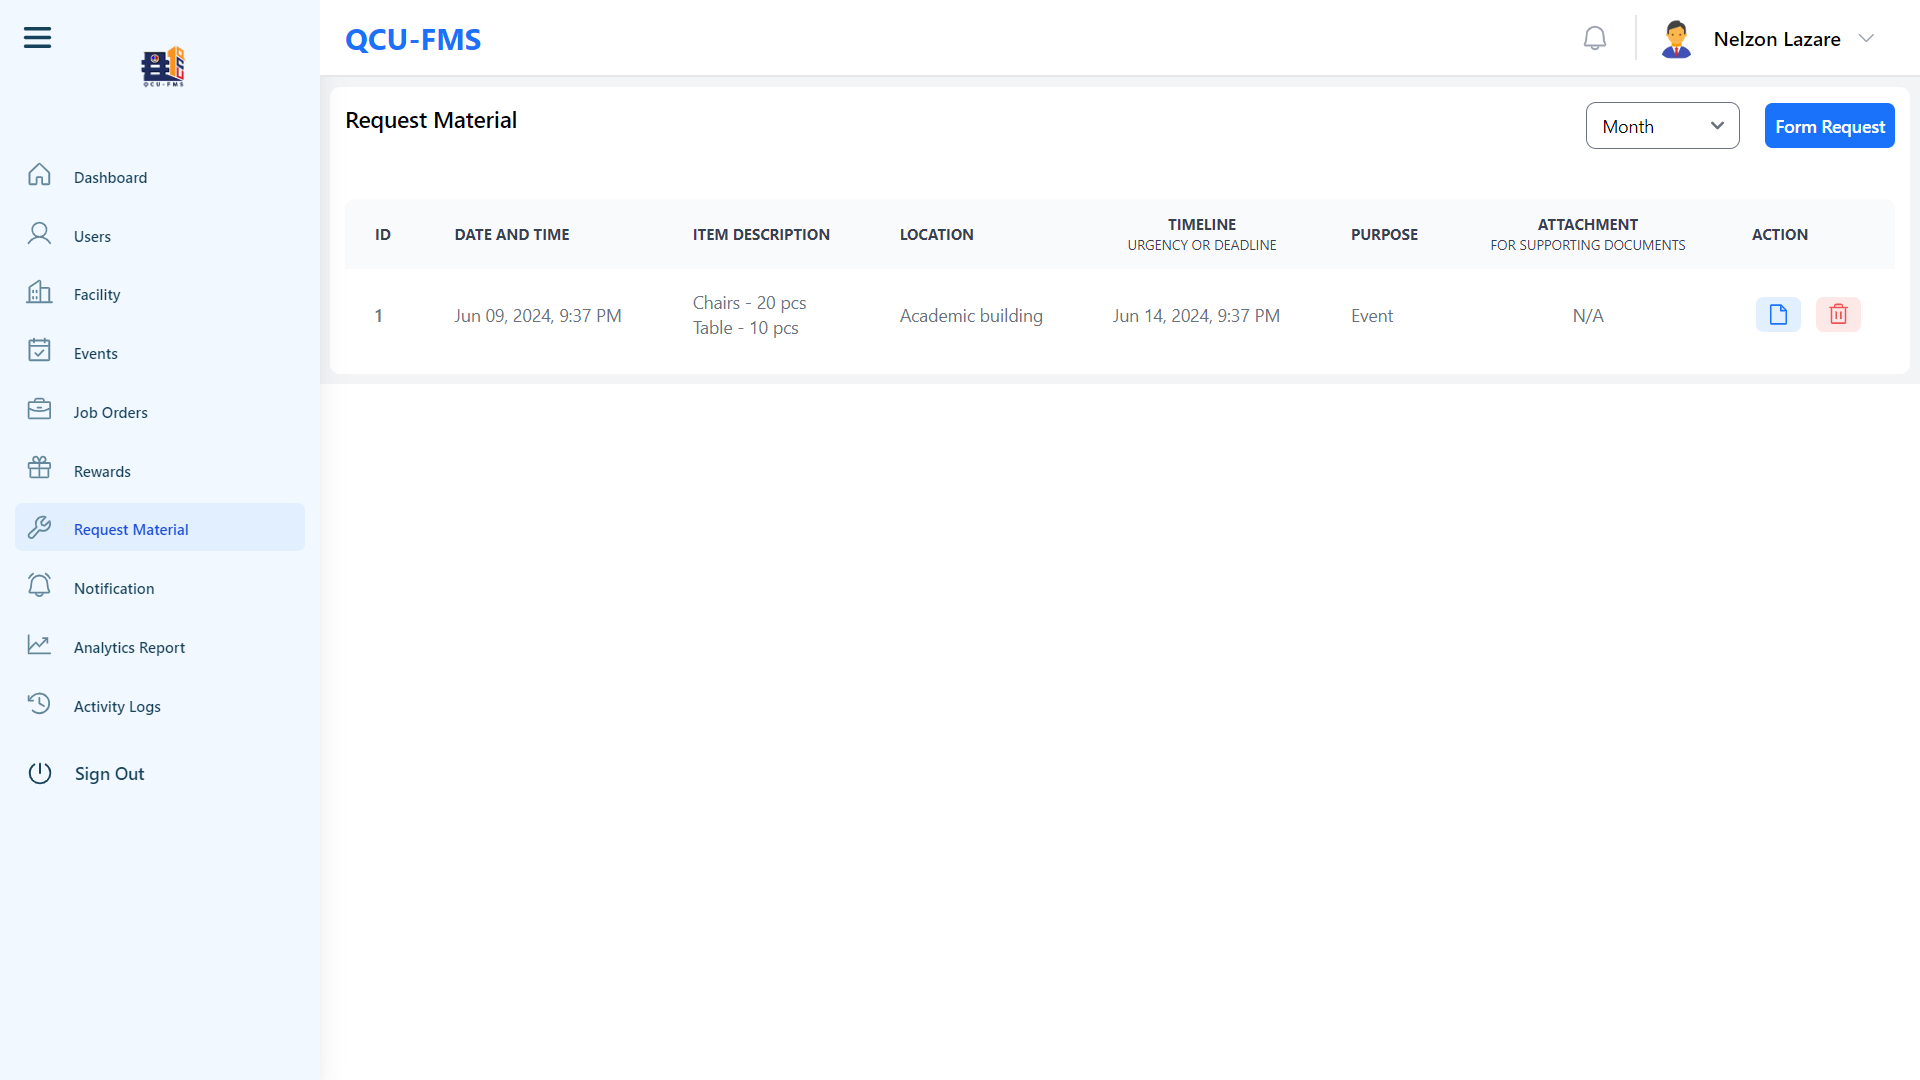 QCU-FMS
QCU-FMS
Nelzon Lazare
Request Material
Month
Form Request
Dashboard
Users
Facility
Events
Job Orders
Rewards
Request Material
Notification
Analytics Report
Activity Logs
Sign Out
ID
DATE AND TIME
ITEM DESCRIPTION
LOCATION
TIMELINE
URGENCY OR DEADLINE
PURPOSE
ATTACHMENT
FOR SUPPORTING DOCUMENTS
ACTION
1
Jun 09, 2024, 9:37 PM
Chairs - 20 pcs
Table - 10 pcs
Academic building
Jun 14, 2024, 9:37 PM
Event
N/A